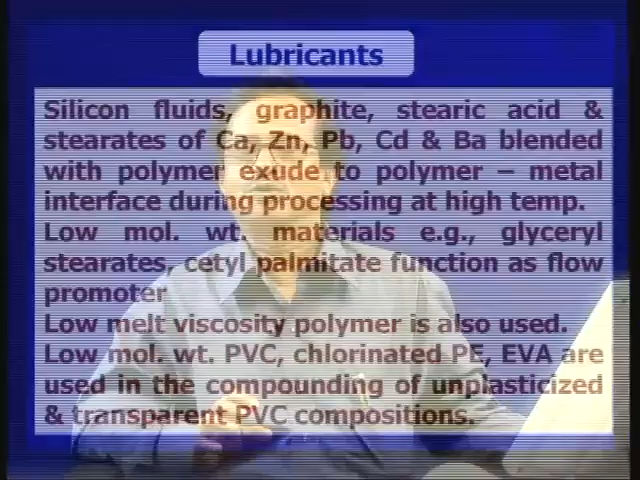 Lubricants
Silicon fluids, graphite, stearic acid &
stearates of Ca, Zn, Pb, Cd & Ba blended
with polymer exude to polymer – metal
interface during processing at high temp.
Low mol. wt. materials e.g., glyceryl
stearates, cetyl palmitate function as flow
promoter
Low melt viscosity polymer is also used.
Low mol. wt. PVC, chlorinated PE, EVA are
used in the compounding of unplasticized
& transparent PVC compositions.